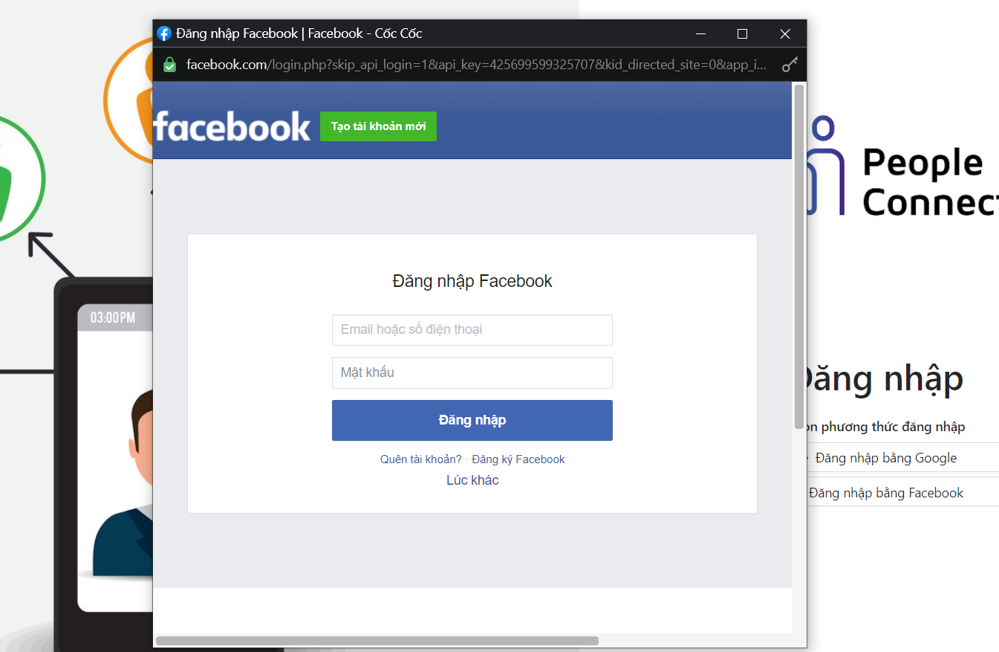 Đăng nhập Facebook | Facebook - Cốc Cốc
facebook.com/login.php?skip_api_login=1&api_key=425699599325707&kid_directed_site=0&app_i...
facebook
Tạo tài khoản mới
People
Connect
03:00 PM
Đăng nhập Facebook
Email hoặc số điện thoại
Mật khẩu
Đăng nhập
Quên tài khoản? · Đăng ký Facebook
Lúc khác
Đăng nhập
phương thức đăng nhập
Đăng nhập bằng Google
Đăng nhập bằng Facebook